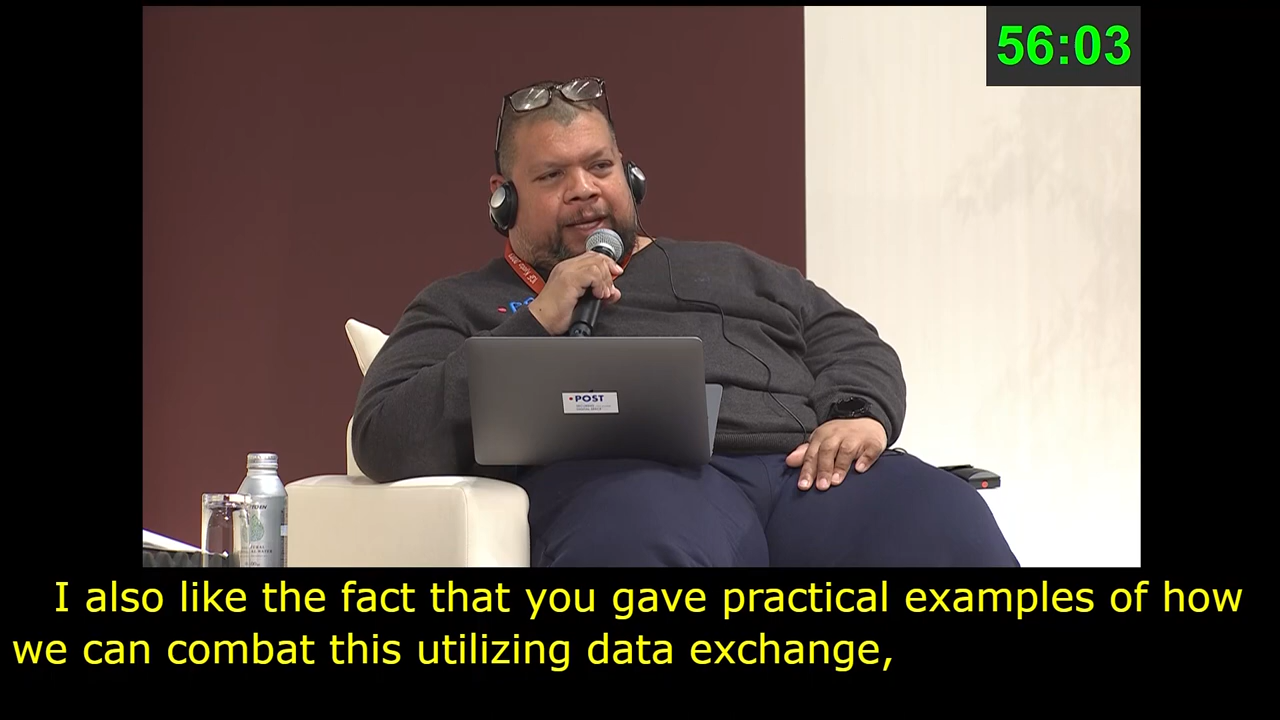 56:03
POST
I also like the fact that you gave practical examples of how
we can combat this utilizing data exchange,